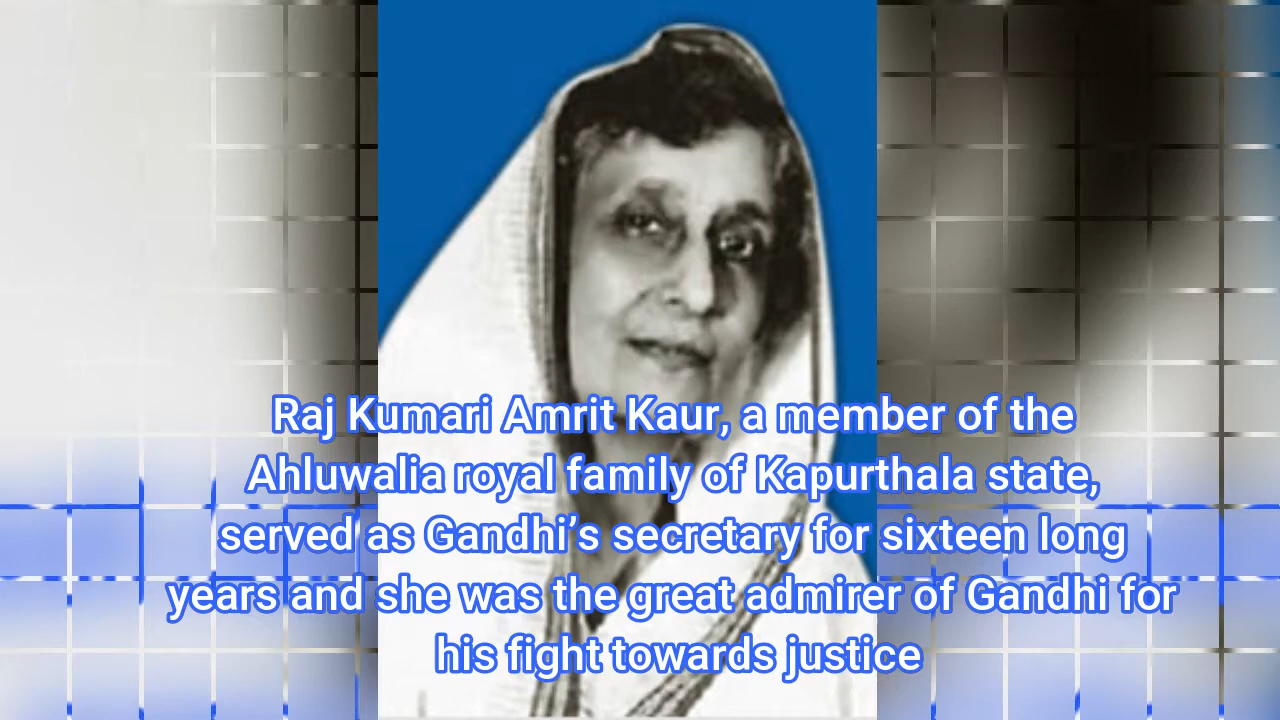 Raj Kumari Amrit Kaur, a member of the
Ahluwalia royal family of Kapurthala state,
served as Gandhi’s secretary for sixteen long
years and she was the great admirer of Gandhi for
his fight towards justice